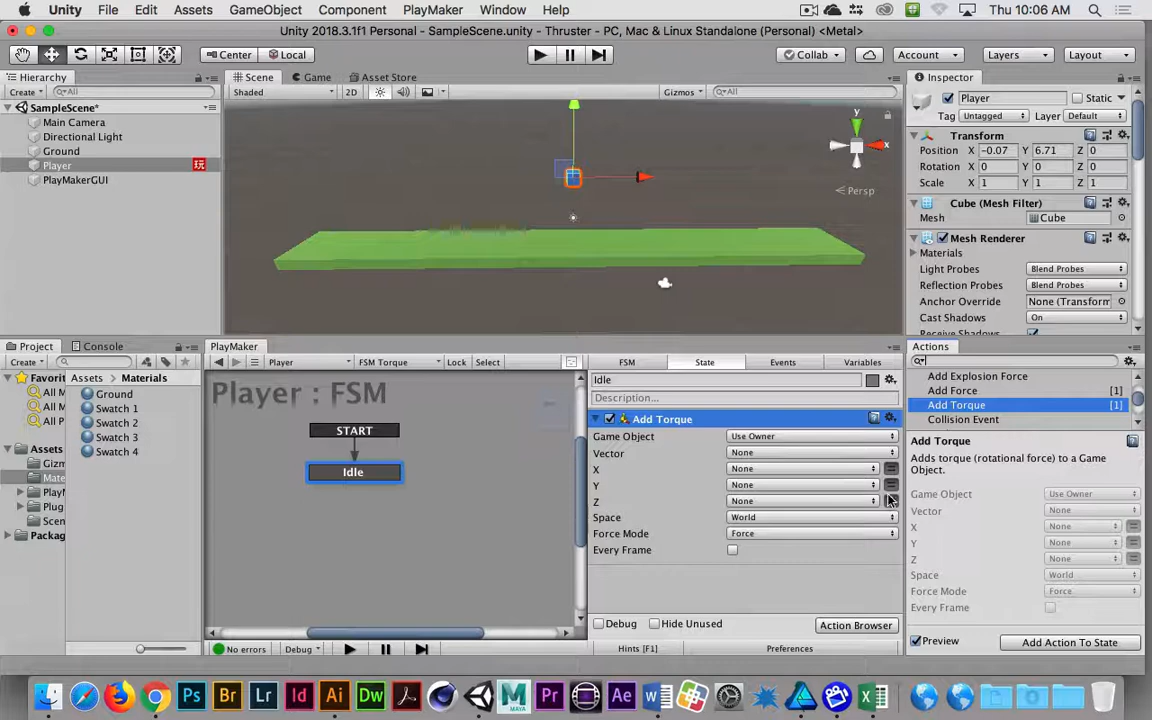 Unity File Edit Assets GameObject Component PlayMaker Window Help Thu 10:06 AM
Unity 2018.3.1f1 Personal - SampleScene.unity - Thruster - PC, Mac & Linux Standalone (Personal) <Metal>
Center Local Collab Account Layers Layout
Hierarchy
Create All
SampleScene*
Main Camera
Directional Light
Ground
Player 玩
PlayMakerGUI
Scene Game Asset Store
Shaded 2D Gizmos All
y
x
Persp
Inspector
Player Static
Tag Untagged Layer Default
Transform
Position X -0.07 Y 6.71 Z 0
Rotation X 0 Y 0 Z 0
Scale X 1 Y 1 Z 1
Cube (Mesh Filter)
Mesh Cube
Mesh Renderer
Materials
Light Probes Blend Probes
Reflection Probes Blend Probes
Anchor Override None (Transform
Cast Shadows On
Receive Shadows
Project Console
Create
Favorit
All M
All M
All P
Assets
Gizm
Mate
PlayM
Plug
Scen
Packag
Assets Materials
Ground
Swatch 1
Swatch 2
Swatch 3
Swatch 4
PlayMaker
Player FSM Torque Lock Select
Player : FSM
START
Idle
No errors Debug
FSM State Events Variables
Idle
Description...
Add Torque
Game Object Use Owner
Vector None
X None
Y None
Z None
Space World
Force Mode Force
Every Frame
Debug Hide Unused Action Browser
Hints [F1] Preferences
Actions
Add Explosion Force
Add Force [1]
Add Torque [1]
Collision Event
Add Torque
Adds torque (rotational force) to a Game
Object.
Game Object Use Owner
Vector None
X None
Y None
Z None
Space World
Force Mode Force
Every Frame
Preview Add Action To State
Ps Br Lr Id Ai Dw Pr Ae